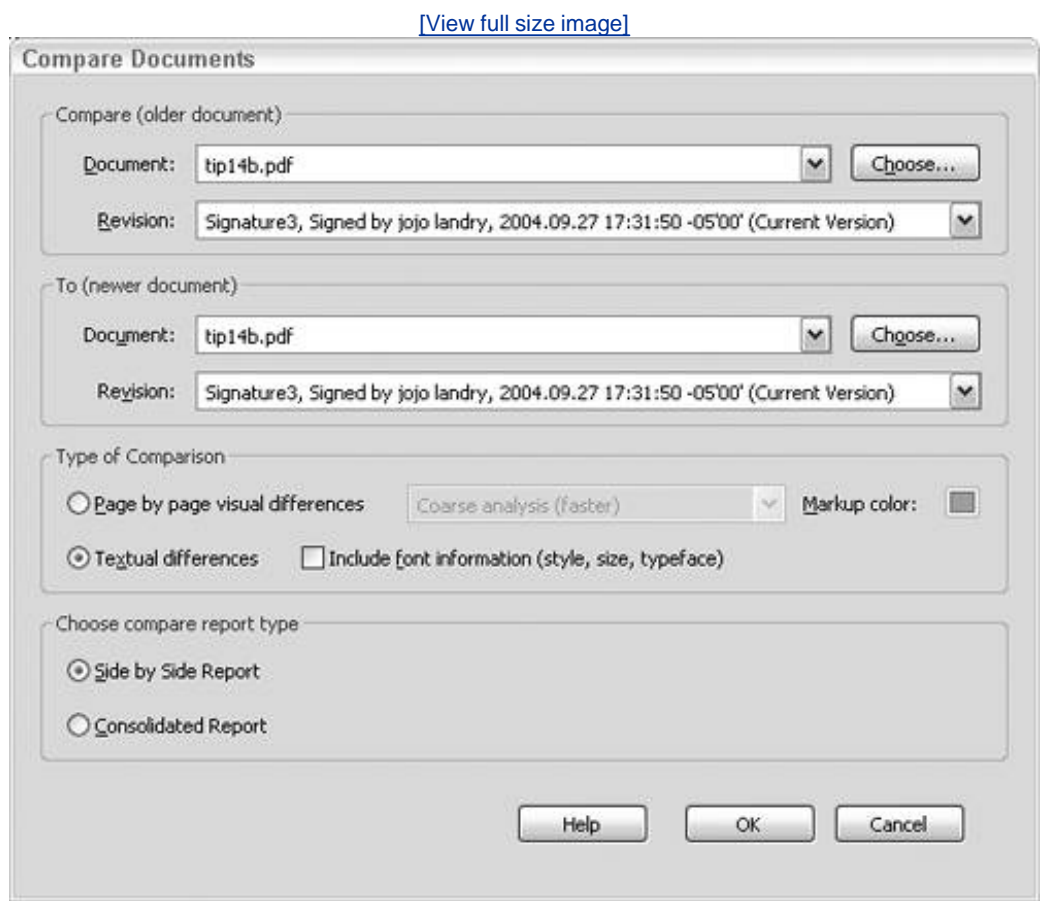 [View full size image]
Compare Documents
Compare (older document)
Document: tip14b.pdf Choose...
Revision: Signature3, Signed by jojo landry, 2004.09.27 17:31:50 -05'00' (Current Version)
To (newer document)
Document: tip14b.pdf Choose...
Revision: Signature3, Signed by jojo landry, 2004.09.27 17:31:50 -05'00' (Current Version)
Type of Comparison
Page by page visual differences Coarse analysis (faster) Markup color:
Textual differences Include font information (style, size, typeface)
Choose compare report type
Side by Side Report
Consolidated Report
Help OK Cancel